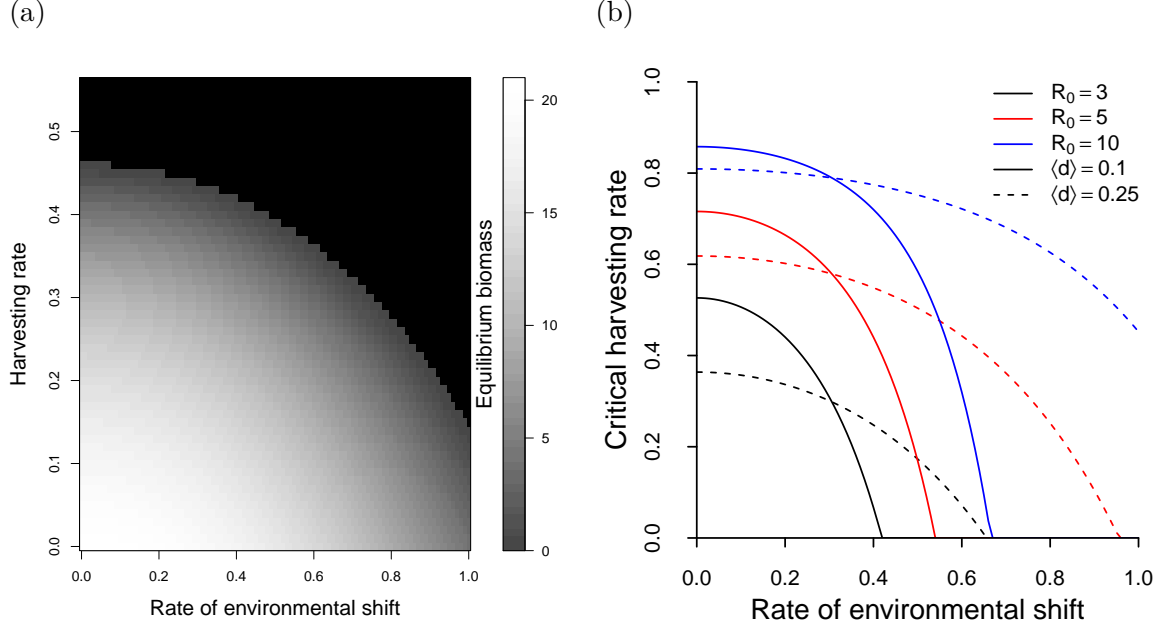 (a)
(b)
Harvesting rate
0.0
0.1
0.2
0.3
0.4
0.5
0.0
0.2
0.4
0.6
0.8
1.0
Rate of environmental shift
Equilibrium biomass
0
5
10
15
20
Critical harvesting rate
0.0
0.2
0.4
0.6
0.8
1.0
R₀ = 3
R₀ = 5
R₀ = 10
⟨d⟩ = 0.1
⟨d⟩ = 0.25
0.0
0.2
0.4
0.6
0.8
1.0
Rate of environmental shift